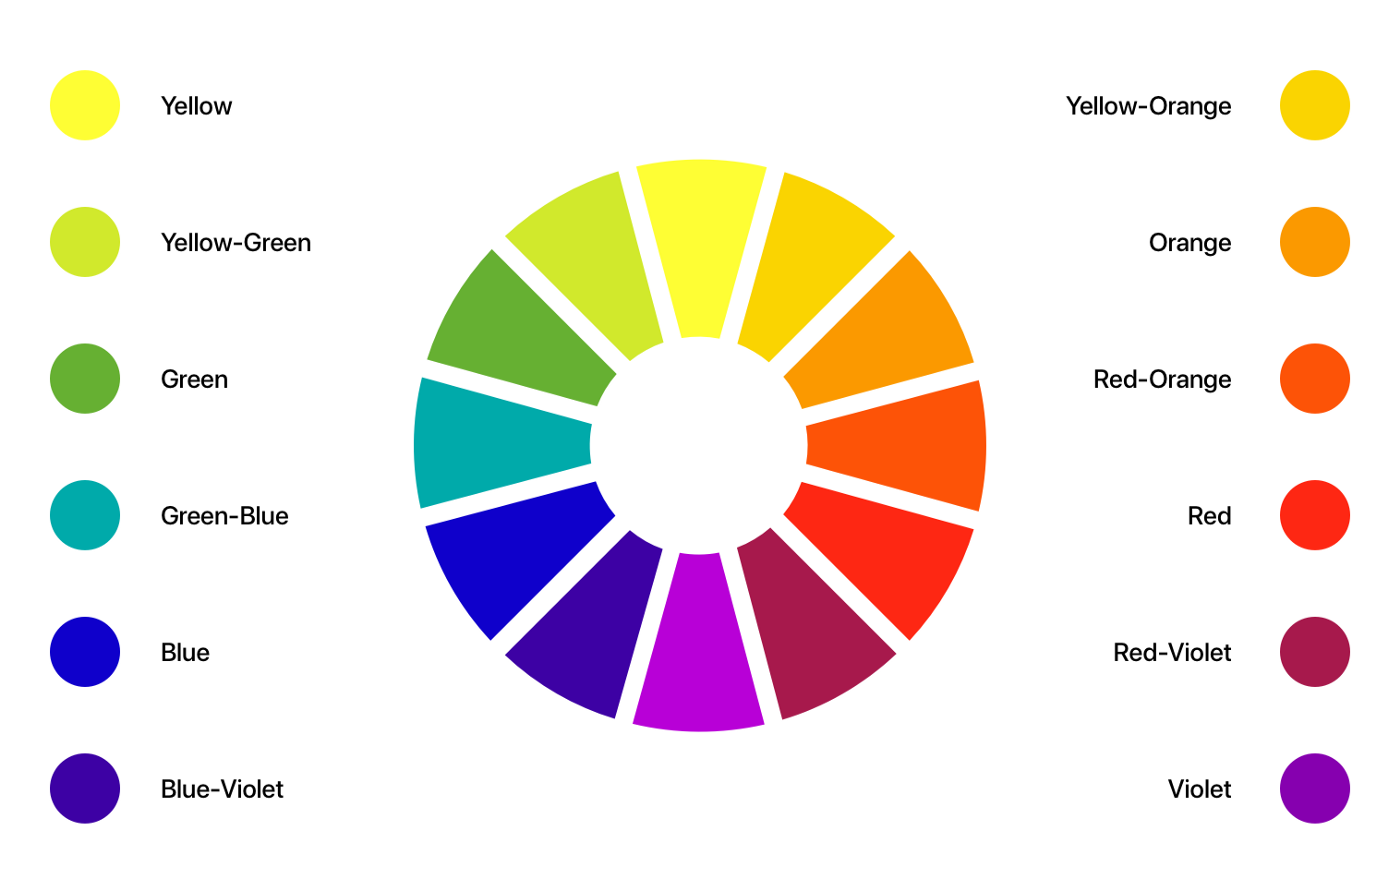 Yellow
Yellow-Green
Green
Green-Blue
Blue
Blue-Violet
Yellow-Orange
Orange
Red-Orange
Red
Red-Violet
Violet